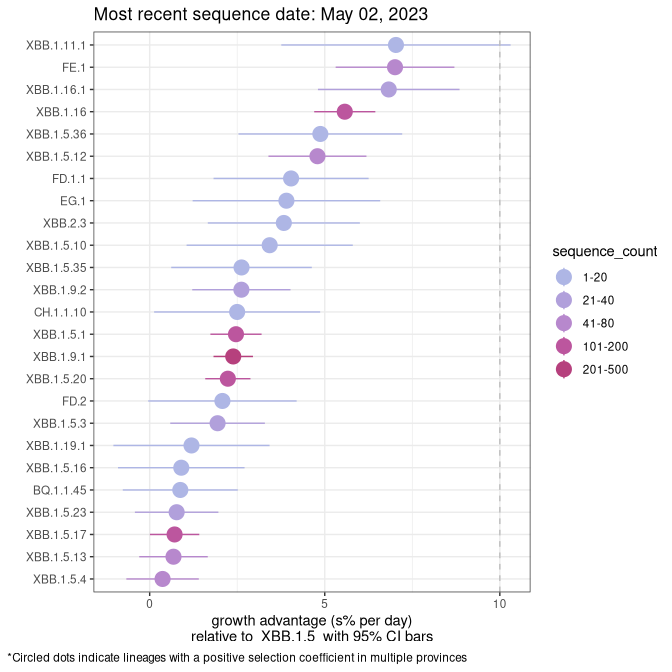 Most recent sequence date: May 02, 2023
XBB.1.11.1
FE.1
XBB.1.16.1
XBB.1.16
XBB.1.5.36
XBB.1.5.12
FD.1.1
EG.1
XBB.2.3
XBB.1.5.10
XBB.1.5.35
XBB.1.9.2
CH.1.1.10
XBB.1.5.1
XBB.1.9.1
XBB.1.5.20
FD.2
XBB.1.5.3
XBB.1.19.1
XBB.1.5.16
BQ.1.1.45
XBB.1.5.23
XBB.1.5.17
XBB.1.5.13
XBB.1.5.4
0 5 10
growth advantage (s% per day)
relative to XBB.1.5 with 95% CI bars
sequence_count
1-20
21-40
41-80
101-200
201-500
*Circled dots indicate lineages with a positive selection coefficient in multiple provinces